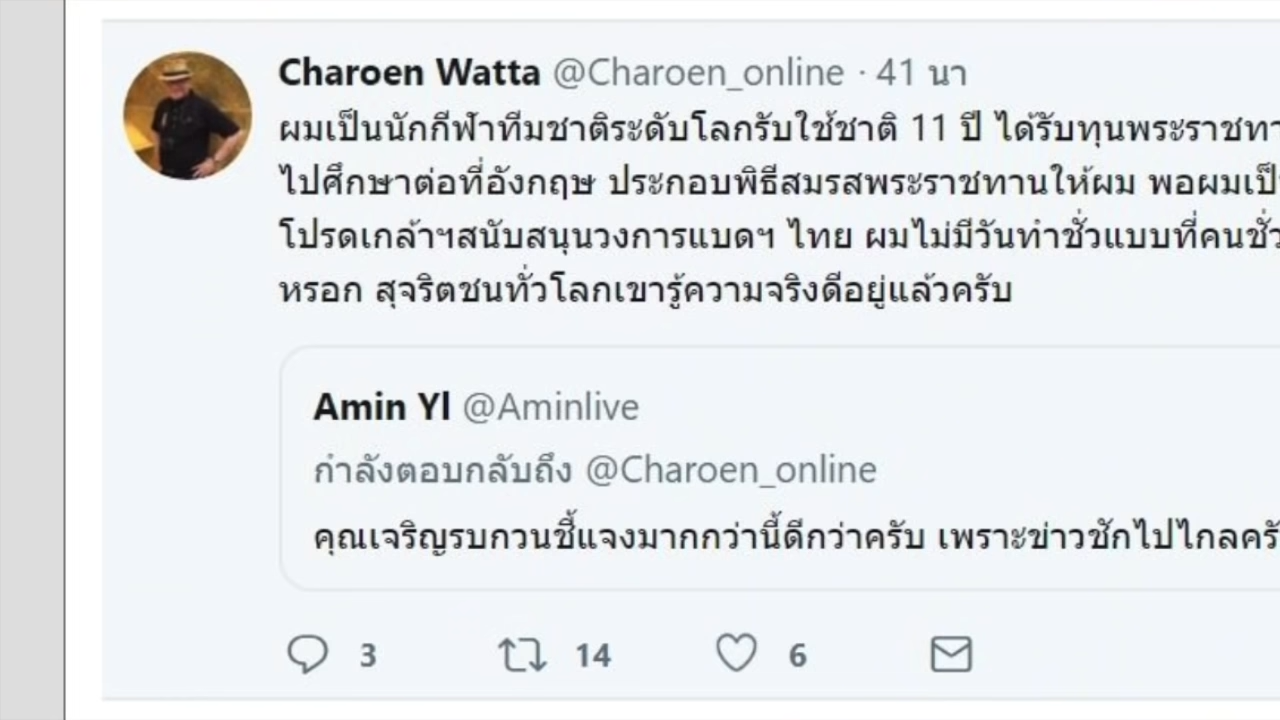 Charoen Watta @Charoen_online · 41 นา
ผมเป็นนักกีฬาทีมชาติระดับโลกรับใช้ชาติ 11 ปี ได้รับทุนพระราชทา
ไปศึกษาต่อที่อังกฤษ ประกอบพิธีสมรสพระราชทานให้ผม พอผมเป็
โปรดเกล้าฯสนับสนุนวงการแบดฯ ไทย ผมไม่มีวันทำชั่วแบบที่คนชั่ว
หรอก สุจริตชนทั่วโลกเขารู้ความจริงดีอยู่แล้วครับ
Amin Yl @Aminlive
กำลังตอบกลับถึง @Charoen_online
คุณเจริญรบกวนชี้แจงมากกว่านี้ดีกว่าครับ เพราะข่าวชักไปไกลครั
3 14 6